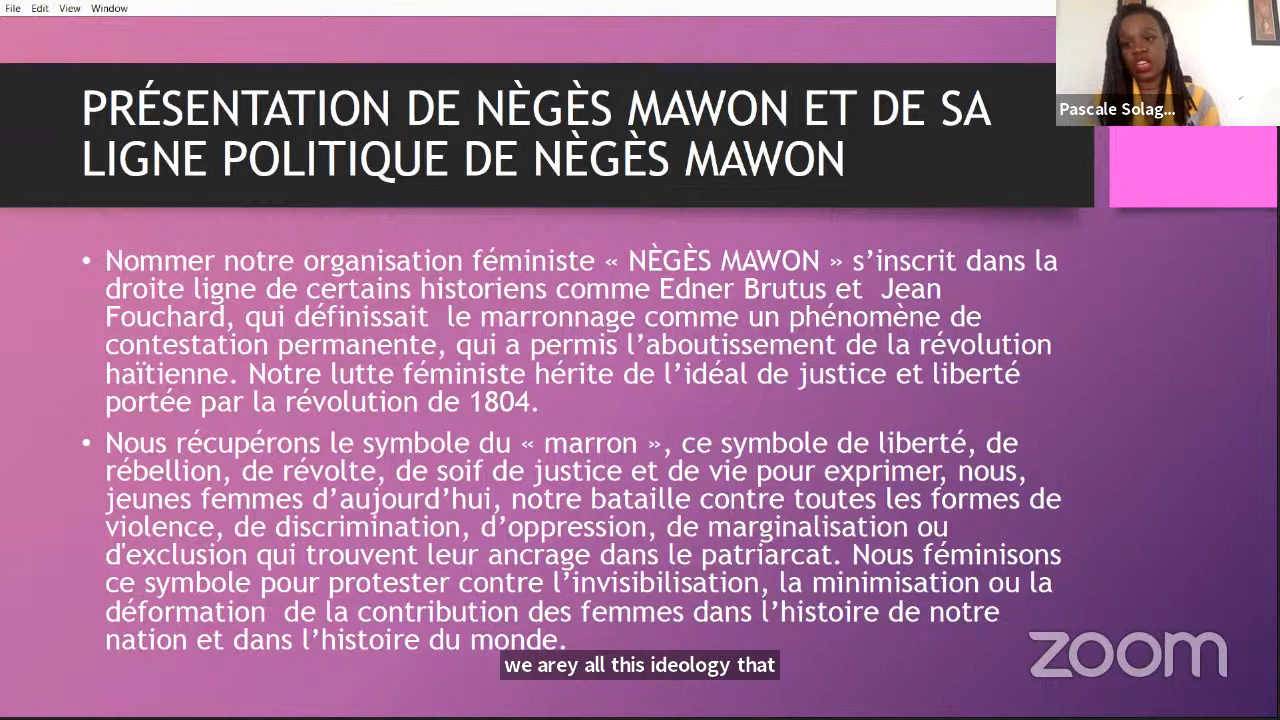 File Edit View Window
PRÉSENTATION DE NÈGÈS MAWON ET DE SA
LIGNE POLITIQUE DE NÈGÈS MAWON
Pascale Solag...
• Nommer notre organisation féministe « NÈGÈS MAWON » s’inscrit dans la
droite ligne de certains historiens comme Edner Brutus et Jean
Fouchard, qui définissait le marronnage comme un phénomène de
contestation permanente, qui a permis l’aboutissement de la révolution
haïtienne. Notre lutte féministe hérite de l’idéal de justice et liberté
portée par la révolution de 1804.
• Nous récupérons le symbole du « marron », ce symbole de liberté, de
rébellion, de révolte, de soif de justice et de vie pour exprimer, nous,
jeunes femmes d’aujourd’hui, notre bataille contre toutes les formes de
violence, de discrimination, d’oppression, de marginalisation ou
d'exclusion qui trouvent leur ancrage dans le patriarcat. Nous féminisons
ce symbole pour protester contre l’invisibilisation, la minimisation ou la
déformation de la contribution des femmes dans l’histoire de notre
nation et dans l’histoire du monde.
we arey all this ideology that
zoom